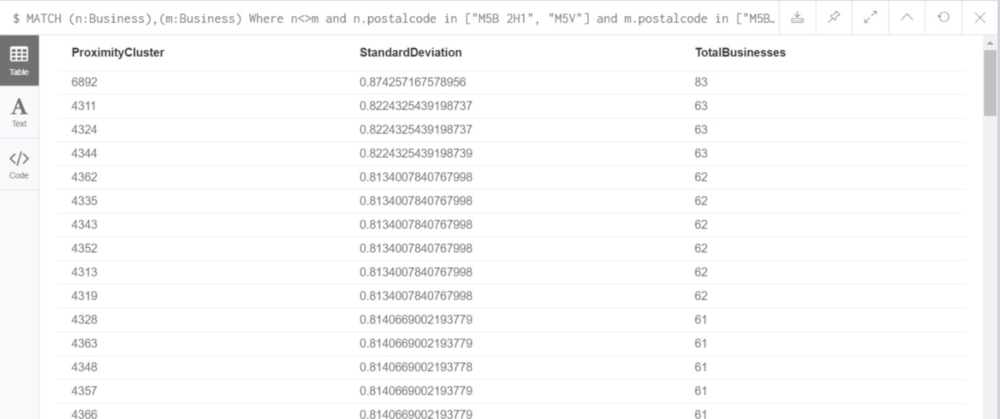 $ MATCH (n:Business),(m:Business) Where n<>m and n.postalcode in ["M5B 2H1", "M5V"] and m.postalcode in ["M5B…
Table
Text
Code
ProximityCluster StandardDeviation TotalBusinesses
6892 0.874257167578956 83
4311 0.8224325439198737 63
4324 0.8224325439198737 63
4344 0.8224325439198739 63
4362 0.8134007840767998 62
4335 0.8134007840767998 62
4343 0.8134007840767998 62
4352 0.8134007840767998 62
4313 0.8134007840767998 62
4319 0.8134007840767998 62
4328 0.8140669002193779 61
4363 0.8140669002193779 61
4348 0.8140669002193778 61
4357 0.8140669002193779 61
4366 0.8140669002193779 61